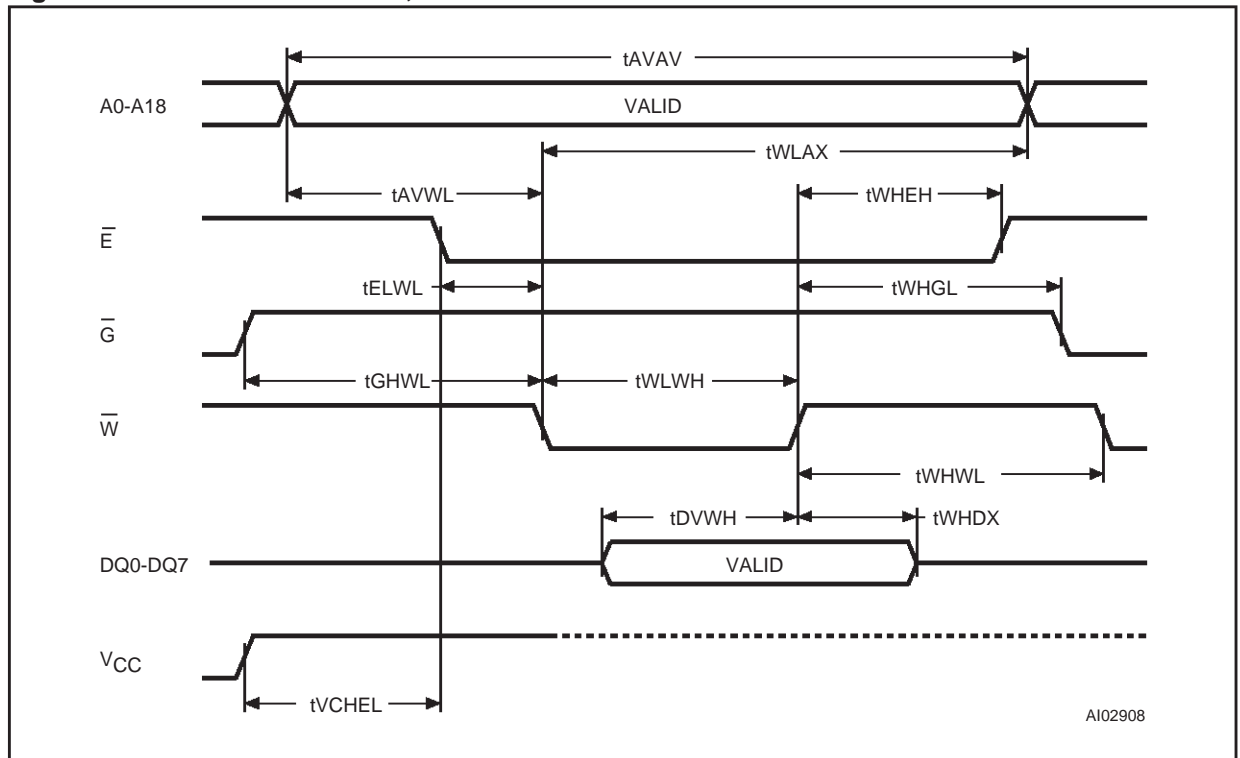 tAVAV
A0-A18
VALID
tWLAX
tAVWL
tWHEH
E̅
tELWL
tWHGL
G̅
tGHWL
tWLWH
W̅
tWHWL
tDVWH
tWHDX
DQ0-DQ7
VALID
VCC
tVCHEL
AI02908